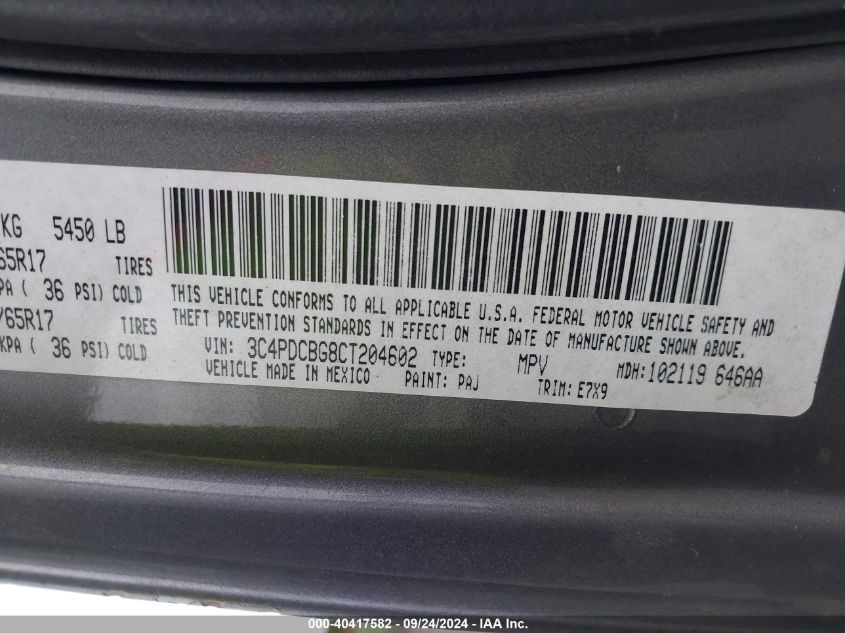 KG 5450 LB
65R17 TIRES
PA ( 36 PSI) COLD
/65R17 TIRES
KPA ( 36 PSI) COLD
THIS VEHICLE CONFORMS TO ALL APPLICABLE U.S.A. FEDERAL MOTOR VEHICLE SAFETY AND
THEFT PREVENTION STANDARDS IN EFFECT ON THE DATE OF MANUFACTURE SHOWN ABOVE.
VIN: 3C4PDCBG8CT204602 TYPE: MPV MDH:102119 646AA
VEHICLE MADE IN MEXICO PAINT: PAJ TRIM: E7X9
000-40417582 - 09/24/2024 - IAA Inc.